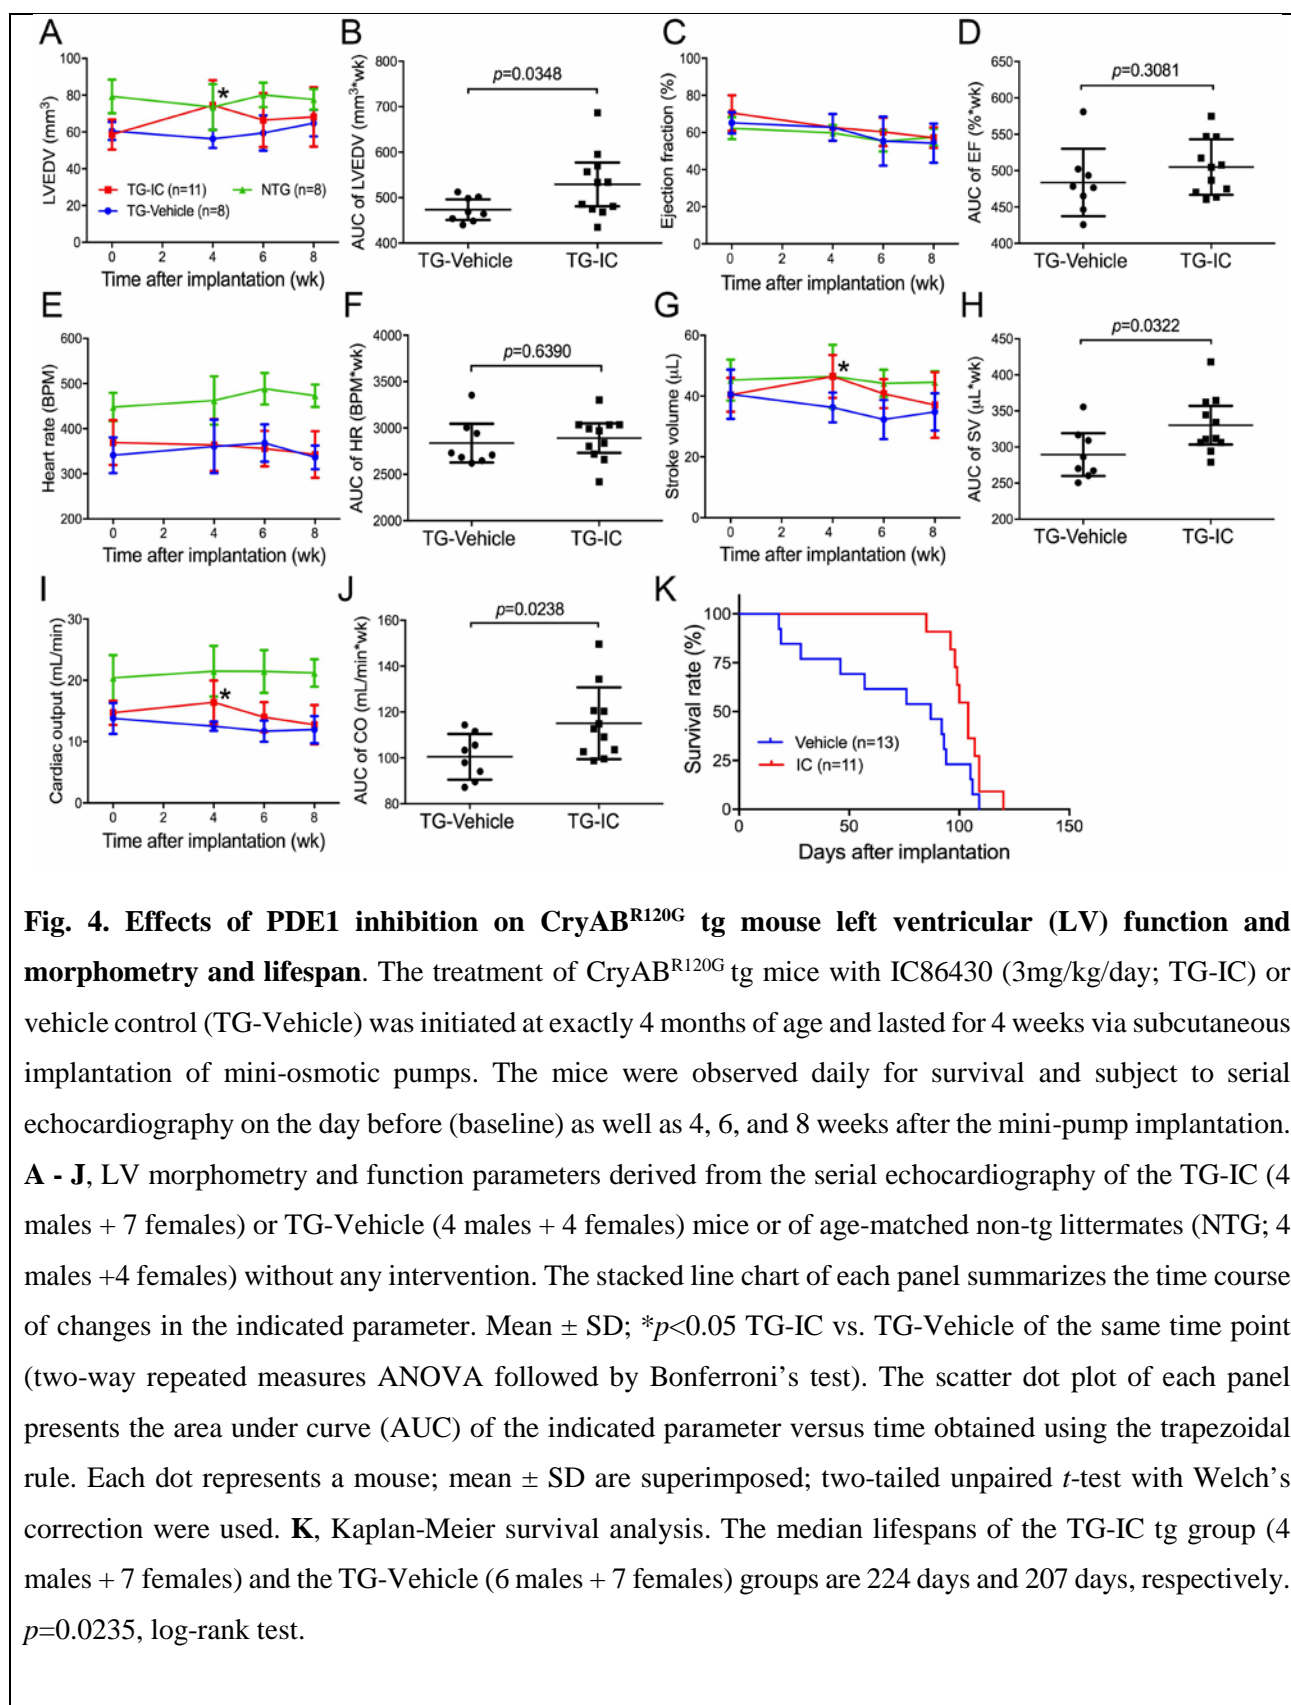 A
LVEDV (mm³)
100
80
60
40
20
0
*
TG-IC (n=11)
NTG (n=8)
TG-Vehicle (n=8)
0 2 4 6 8
Time after implantation (wk)
B
AUC of LVEDV (mm³*wk)
800
700
600
500
400
p=0.0348
TG-Vehicle TG-IC
C
Ejection fraction (%)
100
80
60
40
20
0
0 2 4 6 8
Time after implantation (wk)
D
AUC of EF (%*wk)
650
600
550
500
450
400
p=0.3081
TG-Vehicle TG-IC
E
Heart rate (BPM)
600
500
400
300
200
0 2 4 6 8
Time after implantation (wk)
F
AUC of HR (BPM*wk)
4000
3500
3000
2500
2000
p=0.6390
TG-Vehicle TG-IC
G
Stroke volume (µL)
60
40
20
0
*
0 2 4 6 8
Time after implantation (wk)
H
AUC of SV (µL*wk)
450
400
350
300
250
200
p=0.0322
TG-Vehicle TG-IC
I
Cardiac output (mL/min)
30
20
10
0
*
0 2 4 6 8
Time after implantation (wk)
J
AUC of CO (mL/min*wk)
160
140
120
100
80
p=0.0238
TG-Vehicle TG-IC
K
Survival rate (%)
100
75
50
25
0
Vehicle (n=13)
IC (n=11)
0 50 100 150
Days after implantation
Fig. 4. Effects of PDE1 inhibition on CryAB^R120G tg mouse left ventricular (LV) function and
morphometry and lifespan. The treatment of CryAB^R120G tg mice with IC86430 (3mg/kg/day; TG-IC) or
vehicle control (TG-Vehicle) was initiated at exactly 4 months of age and lasted for 4 weeks via subcutaneous
implantation of mini-osmotic pumps. The mice were observed daily for survival and subject to serial
echocardiography on the day before (baseline) as well as 4, 6, and 8 weeks after the mini-pump implantation.
A - J, LV morphometry and function parameters derived from the serial echocardiography of the TG-IC (4
males + 7 females) or TG-Vehicle (4 males + 4 females) mice or of age-matched non-tg littermates (NTG; 4
males +4 females) without any intervention. The stacked line chart of each panel summarizes the time course
of changes in the indicated parameter. Mean ± SD; *p<0.05 TG-IC vs. TG-Vehicle of the same time point
(two-way repeated measures ANOVA followed by Bonferroni’s test). The scatter dot plot of each panel
presents the area under curve (AUC) of the indicated parameter versus time obtained using the trapezoidal
rule. Each dot represents a mouse; mean ± SD are superimposed; two-tailed unpaired t-test with Welch’s
correction were used. K, Kaplan-Meier survival analysis. The median lifespans of the TG-IC tg group (4
males + 7 females) and the TG-Vehicle (6 males + 7 females) groups are 224 days and 207 days, respectively.
p=0.0235, log-rank test.